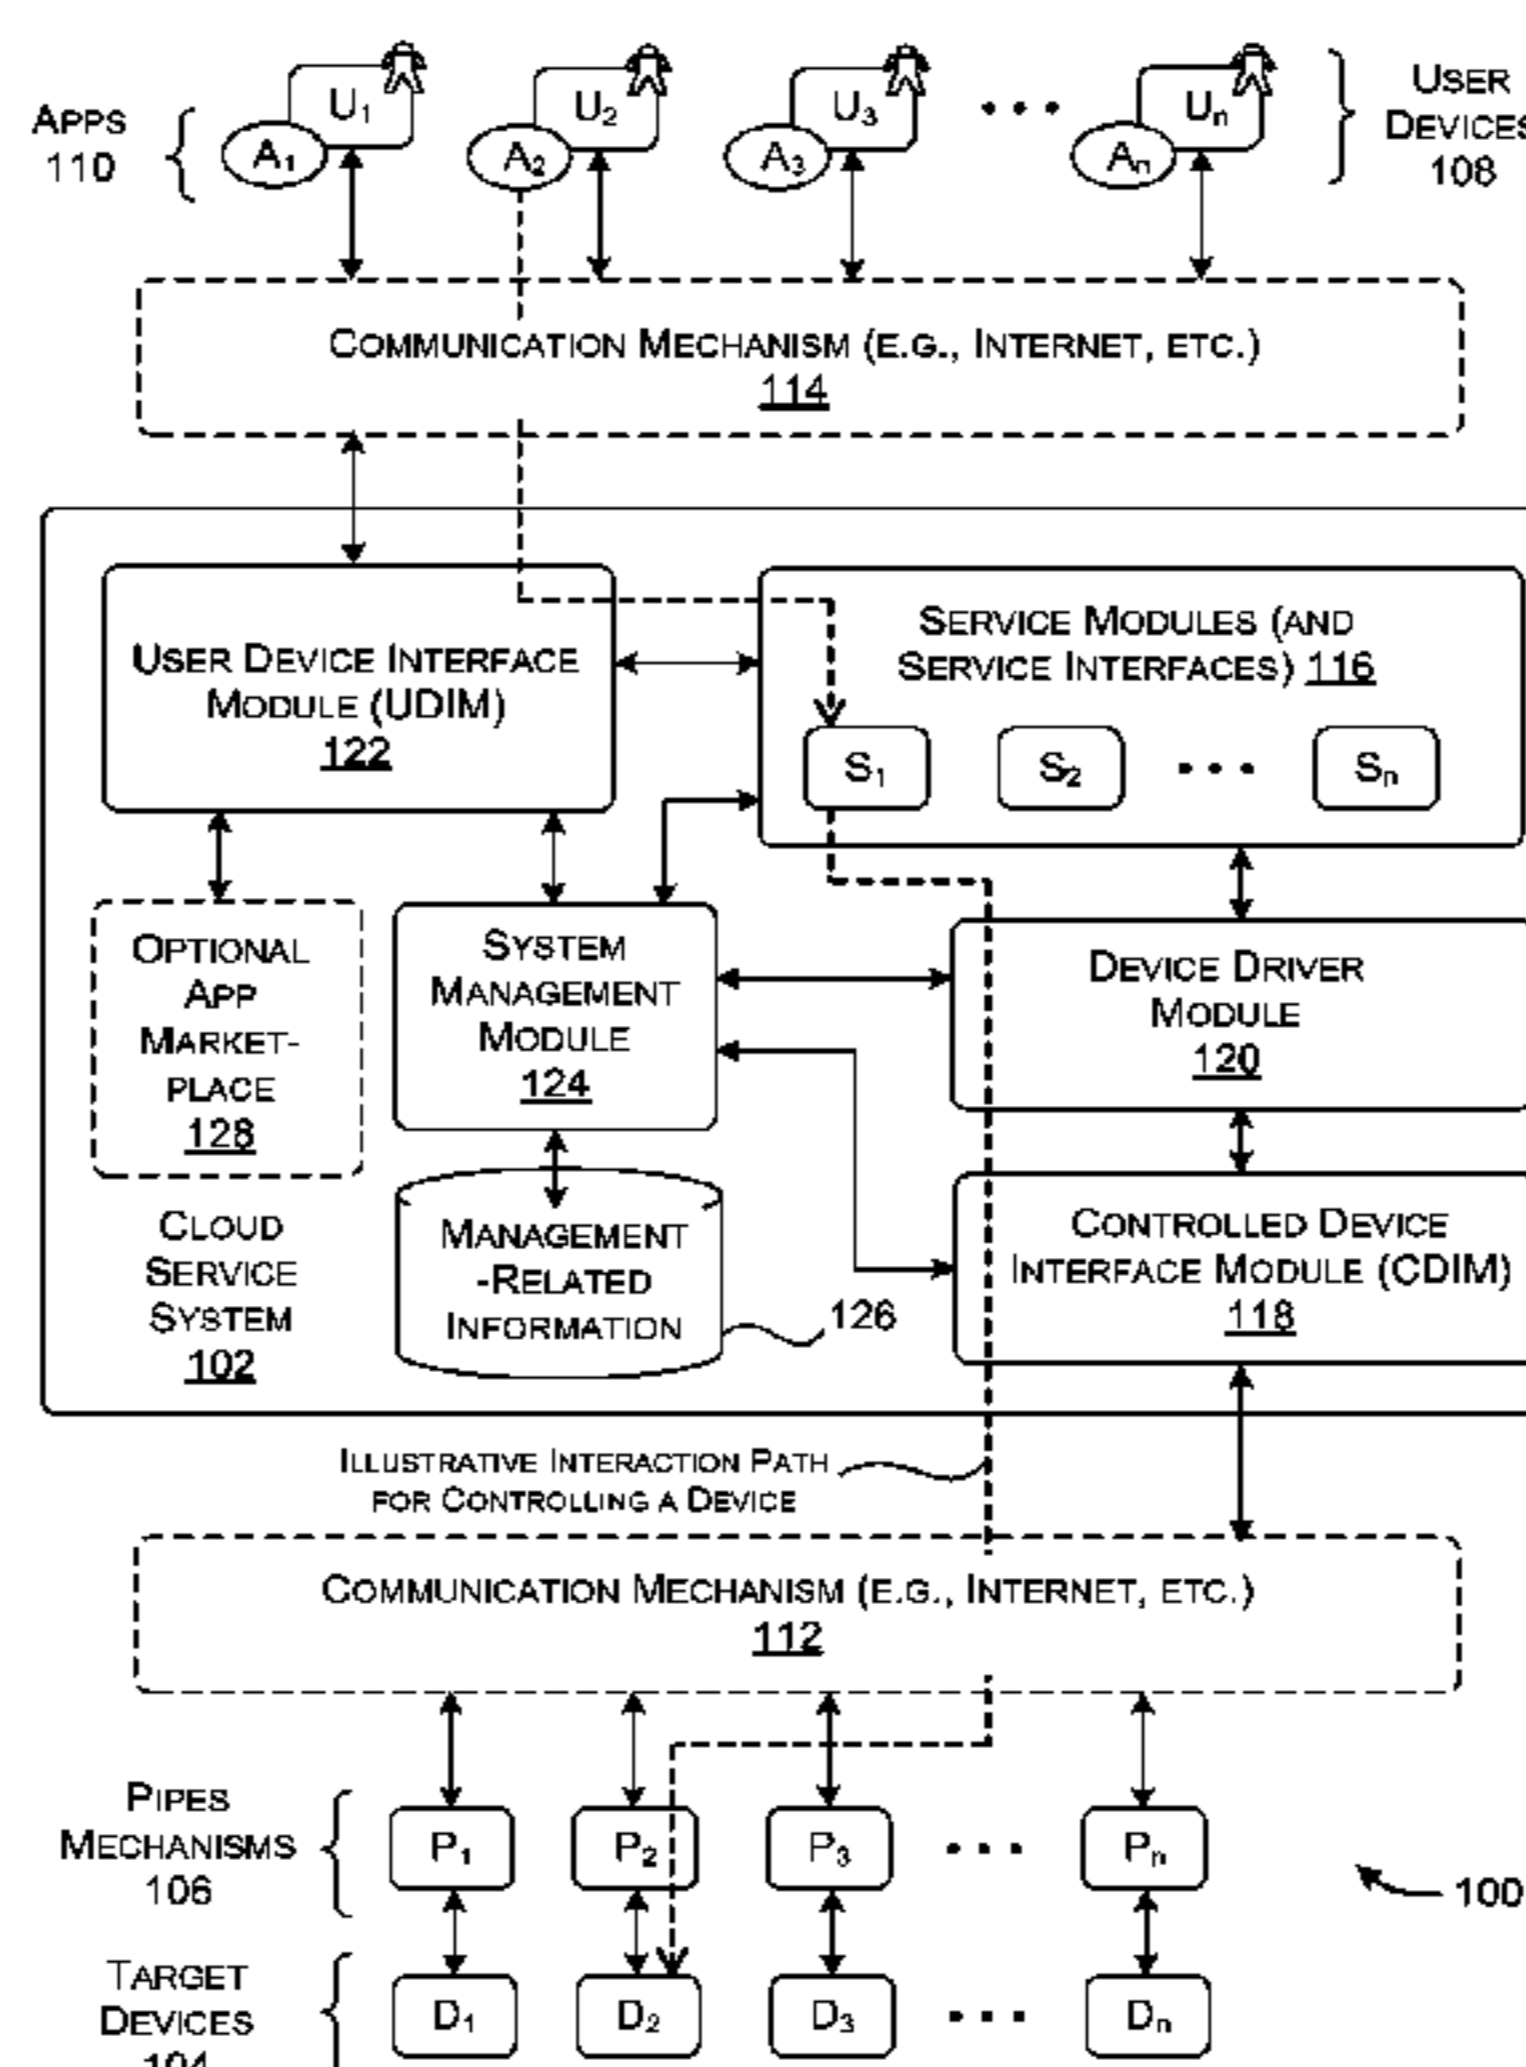 APPS
110
U1
A1
U2
A2
U3
A3
• • •
Un
An
USER
DEVICES
108
COMMUNICATION MECHANISM (E.G., INTERNET, ETC.)
114
USER DEVICE INTERFACE
MODULE (UDIM)
122
SERVICE MODULES (AND
SERVICE INTERFACES) 116
S1
S2
• • •
Sn
OPTIONAL
APP
MARKET-
PLACE
128
SYSTEM
MANAGEMENT
MODULE
124
DEVICE DRIVER
MODULE
120
CLOUD
SERVICE
SYSTEM
102
MANAGEMENT
-RELATED
INFORMATION
126
CONTROLLED DEVICE
INTERFACE MODULE (CDIM)
118
ILLUSTRATIVE INTERACTION PATH
FOR CONTROLLING A DEVICE
COMMUNICATION MECHANISM (E.G., INTERNET, ETC.)
112
PIPES
MECHANISMS
106
P1
P2
P3
• • •
Pn
100
TARGET
DEVICES
104
D1
D2
D3
• • •
Dn